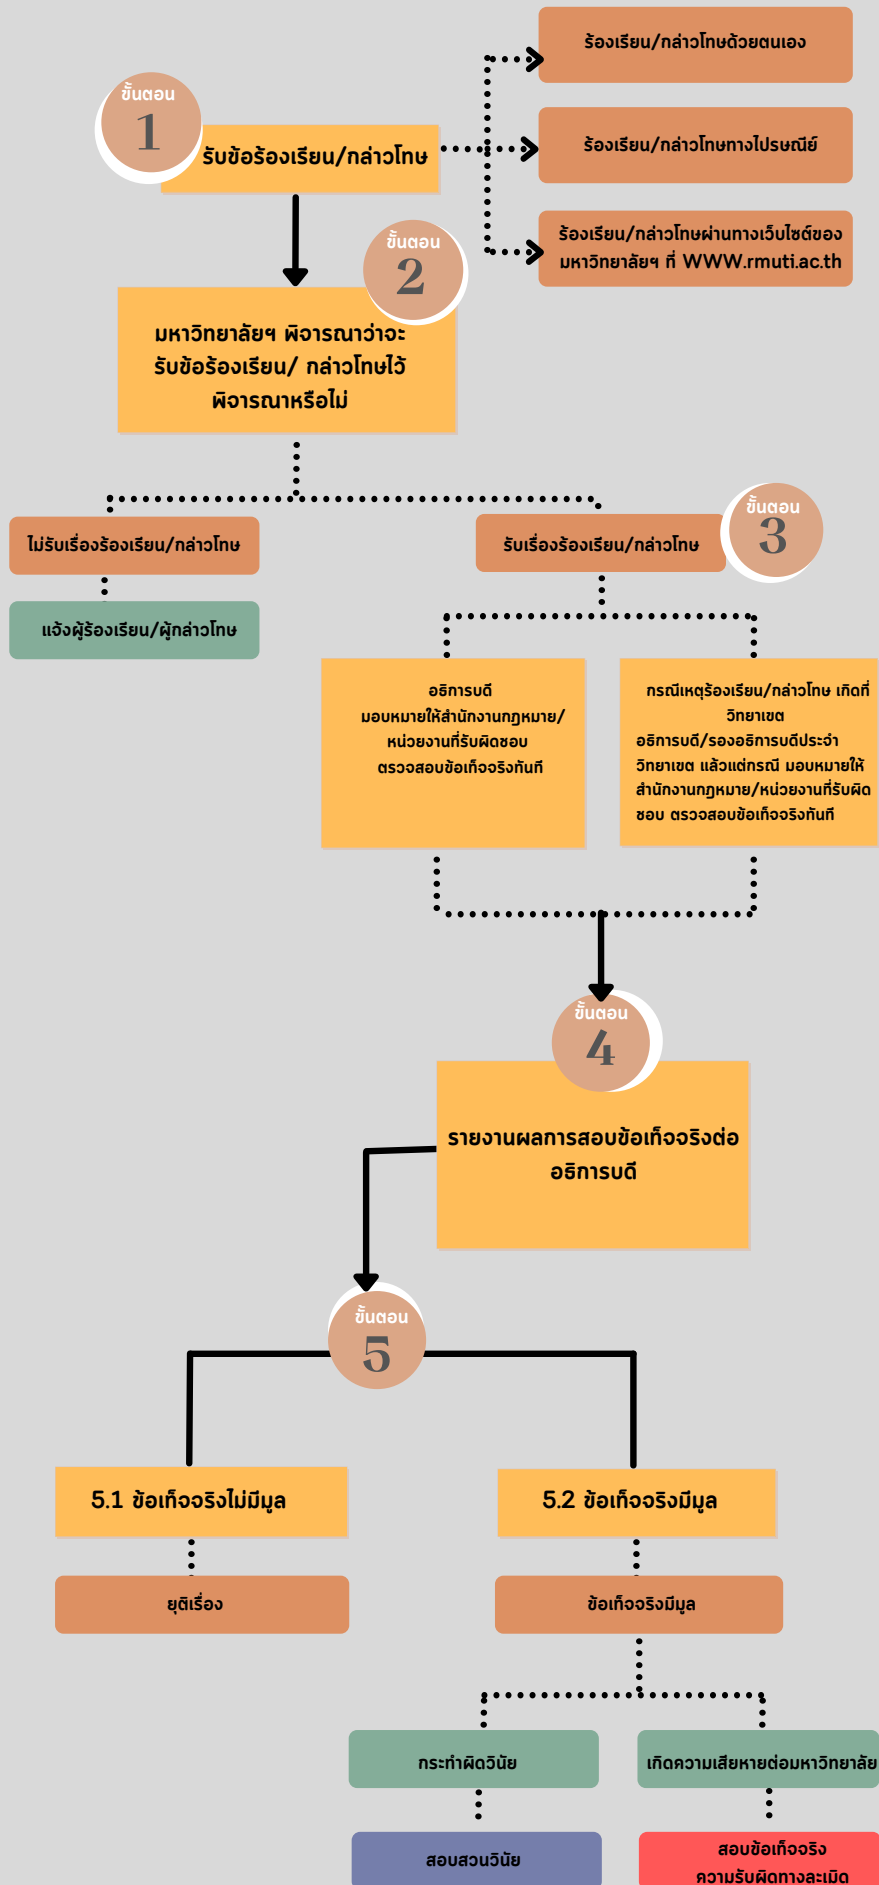 ร้องเรียน/กล่าวโทษด้วยตนเอง
ขั้นตอน
1
รับข้อร้องเรียน/กล่าวโทษ
ร้องเรียน/กล่าวโทษทางไปรษณีย์
ร้องเรียน/กล่าวโทษผ่านทางเว็บไซต์ของ
มหาวิทยาลัยฯ ที่ WWW.rmuti.ac.th
ขั้นตอน
2
มหาวิทยาลัยฯ พิจารณาว่าจะ
รับข้อร้องเรียน/ กล่าวโทษไว้
พิจารณาหรือไม่
ไม่รับเรื่องร้องเรียน/กล่าวโทษ
แจ้งผู้ร้องเรียน/ผู้กล่าวโทษ
รับเรื่องร้องเรียน/กล่าวโทษ
ขั้นตอน
3
อธิการบดี
มอบหมายให้สำนักงานกฎหมาย/
หน่วยงานที่รับผิดชอบ
ตรวจสอบข้อเท็จจริงทันที
กรณีเหตุร้องเรียน/กล่าวโทษ เกิดที่
วิทยาเขต
อธิการบดี/รองอธิการบดีประจำ
วิทยาเขต แล้วแต่กรณี มอบหมายให้
สำนักงานกฎหมาย/หน่วยงานที่รับผิด
ชอบ ตรวจสอบข้อเท็จจริงทันที
ขั้นตอน
4
รายงานผลการสอบข้อเท็จจริงต่อ
อธิการบดี
ขั้นตอน
5
5.1 ข้อเท็จจริงไม่มีมูล
ยุติเรื่อง
5.2 ข้อเท็จจริงมีมูล
ข้อเท็จจริงมีมูล
กระทำผิดวินัย
สอบสวนวินัย
เกิดความเสียหายต่อมหาวิทยาลัย
สอบข้อเท็จจริง
ความรับผิดทางละเมิด